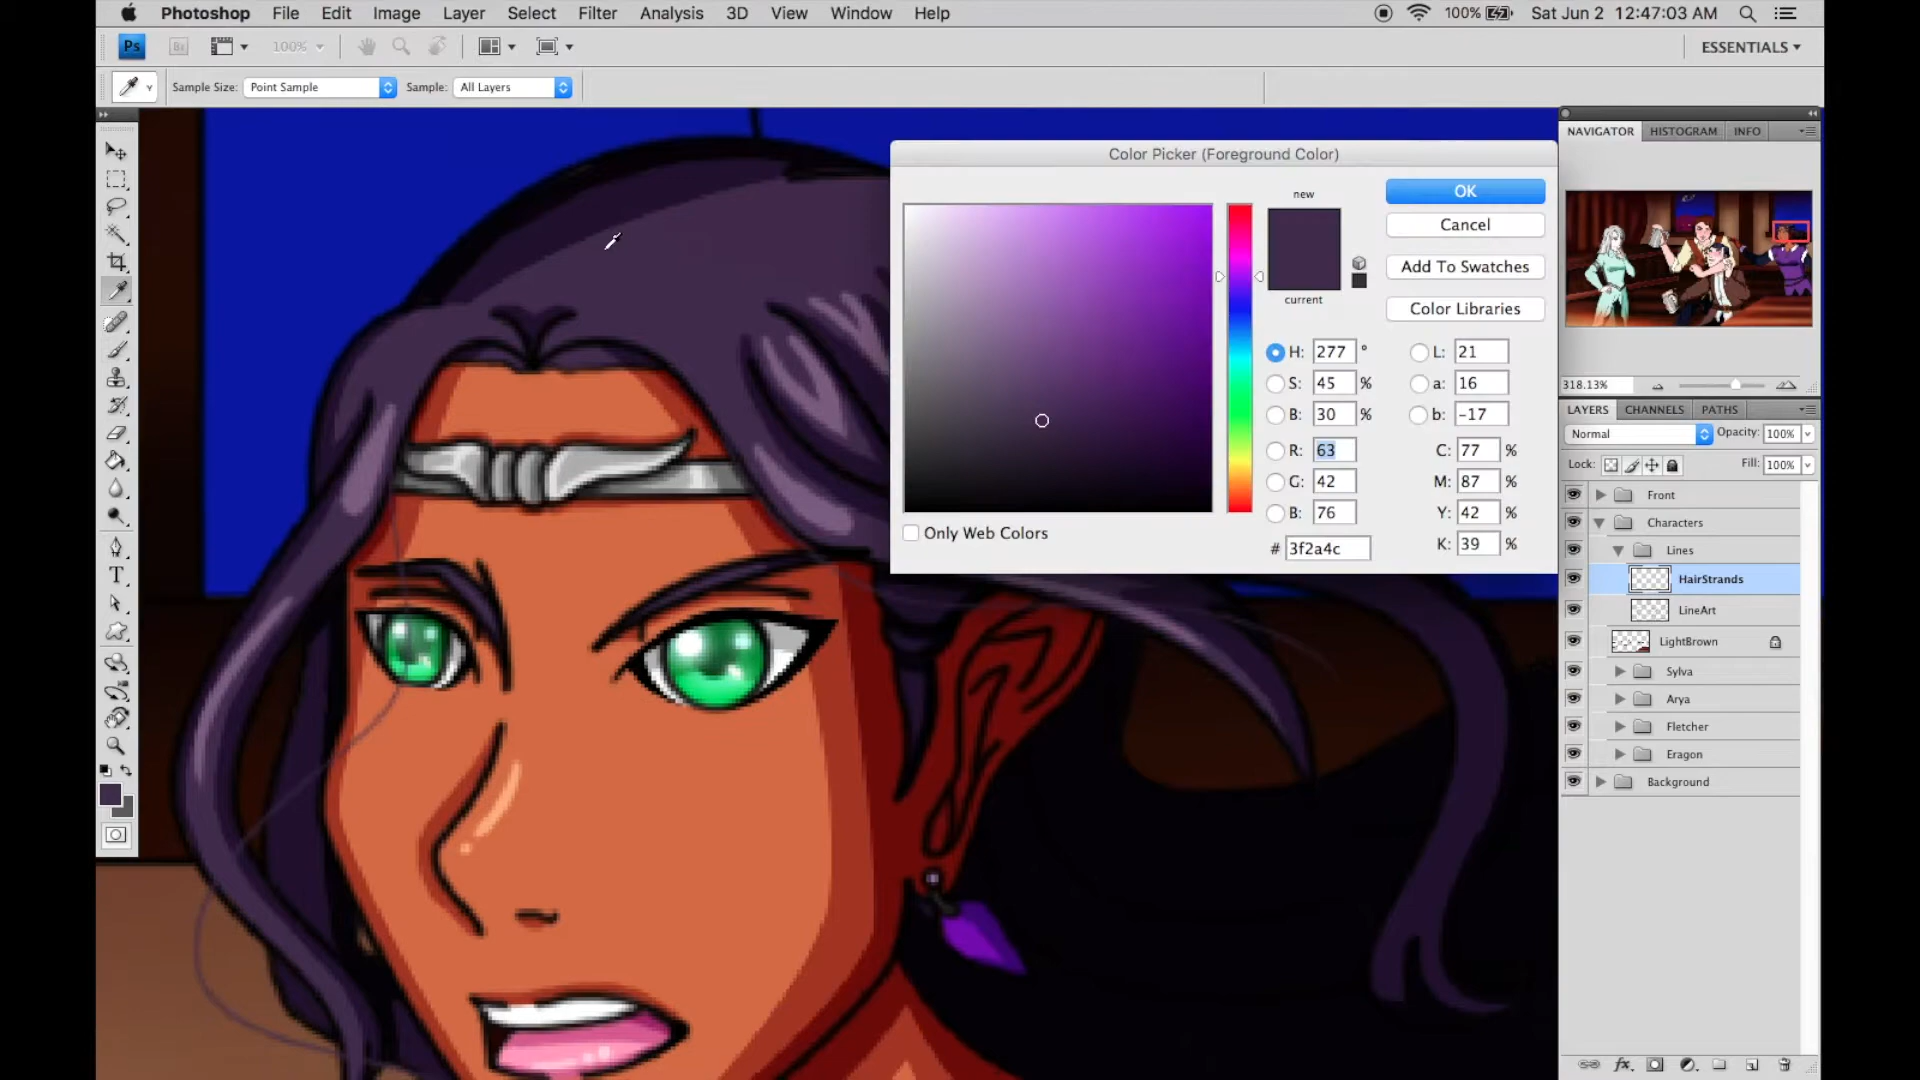 Photoshop File Edit Image Layer Select Filter Analysis 3D View Window Help 100% Sat Jun 2 12:47:03 AM
Ps Br 100% ESSENTIALS
Sample Size: Point Sample Sample: All Layers
NAVIGATOR HISTOGRAM INFO
318.13%
LAYERS CHANNELS PATHS
Normal Opacity: 100%
Lock: Fill: 100%
Front
Characters
Lines
HairStrands
LineArt
LightBrown
Sylva
Arya
Fletcher
Eragon
Background
fx
T
Color Picker (Foreground Color)
new
current
OK
Cancel
Add To Swatches
Color Libraries
H: 277 ° L: 21
S: 45 % a: 16
B: 30 % b: -17
R: 63 C: 77 %
G: 42 M: 87 %
B: 76 Y: 42 %
# 3f2a4c K: 39 %
Only Web Colors